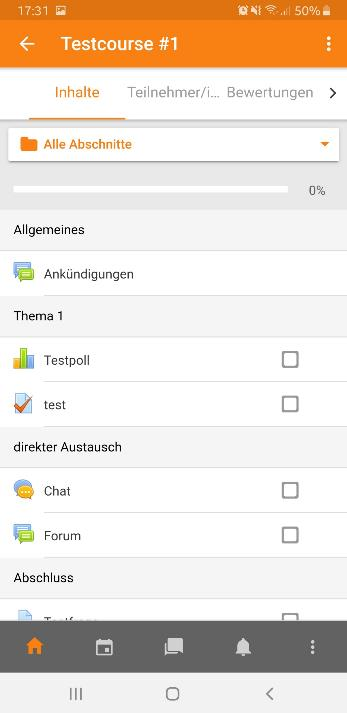 17:31 50%
Testcourse #1
Inhalte Teilnehmer/i... Bewertungen
Alle Abschnitte
0%
Allgemeines
Ankündigungen
Thema 1
Testpoll
test
direkter Austausch
Chat
Forum
Abschluss